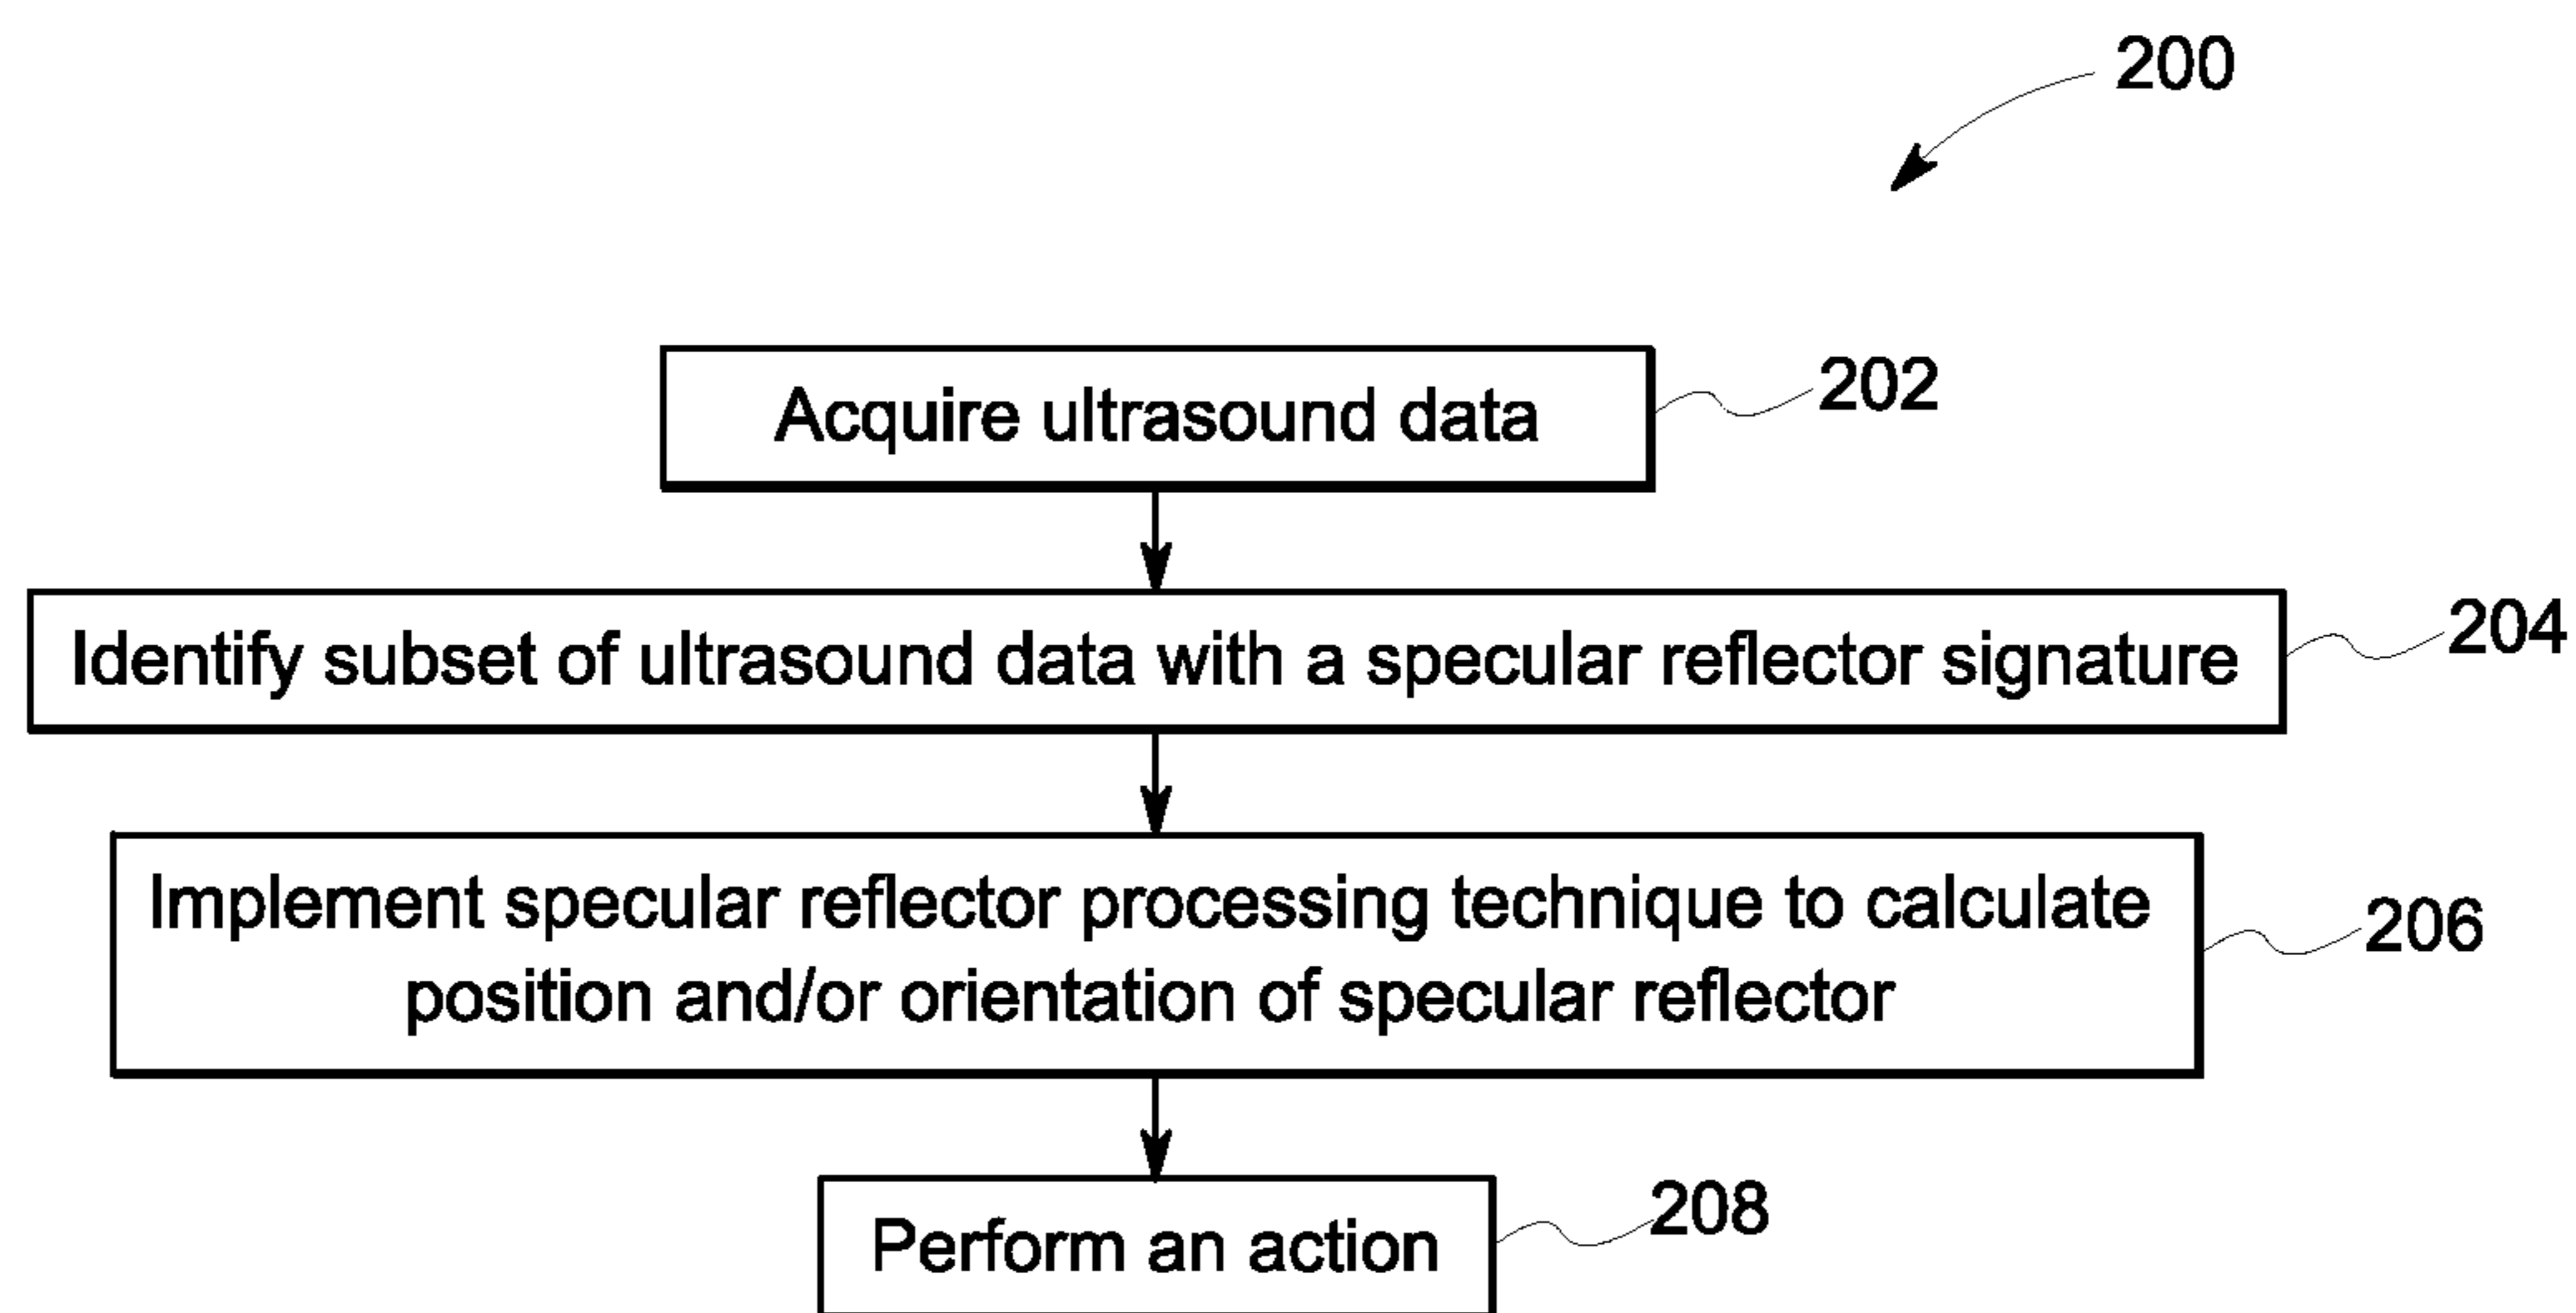 200
Acquire ultrasound data
202
Identify subset of ultrasound data with a specular reflector signature
204
Implement specular reflector processing technique to calculate
position and/or orientation of specular reflector
206
Perform an action
208